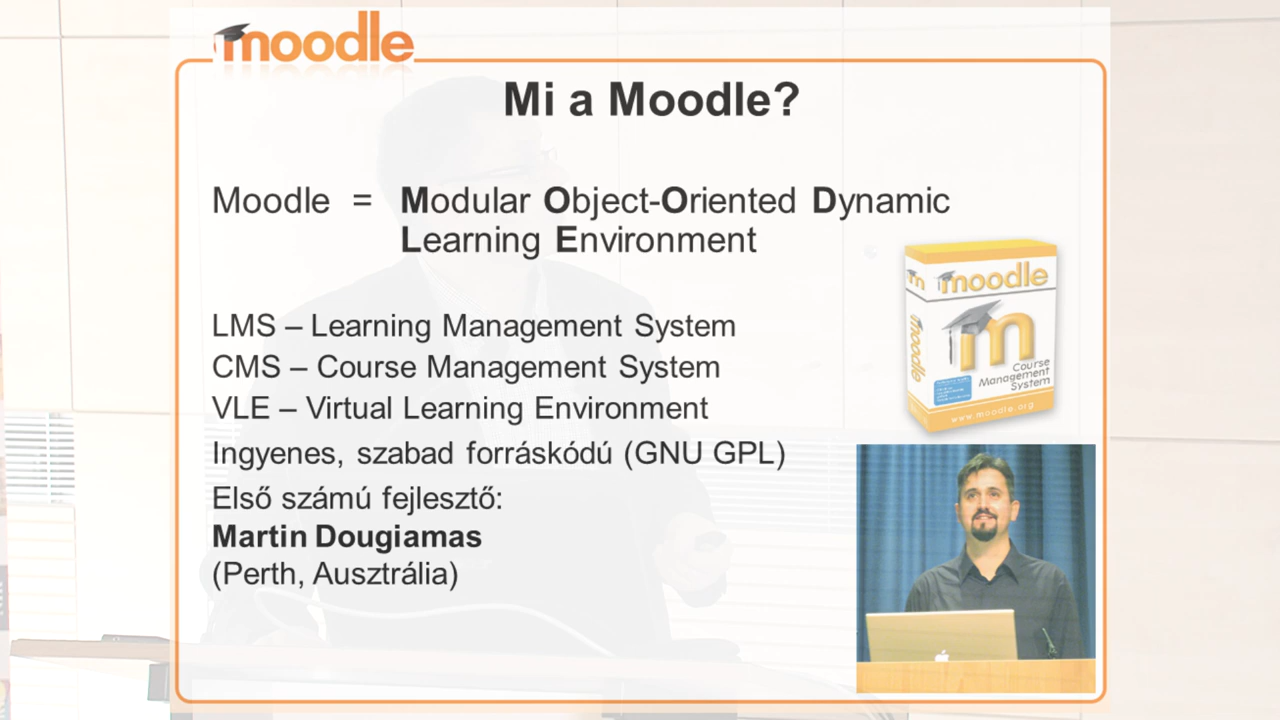 moodle
Mi a Moodle?
Moodle = Modular Object-Oriented Dynamic
Learning Environment
LMS – Learning Management System
CMS – Course Management System
VLE – Virtual Learning Environment
Ingyenes, szabad forráskódú (GNU GPL)
Első számú fejlesztő:
Martin Dougiamas
(Perth, Ausztrália)
m moodle
moodle
m
Course
Management
System
www.moodle.org